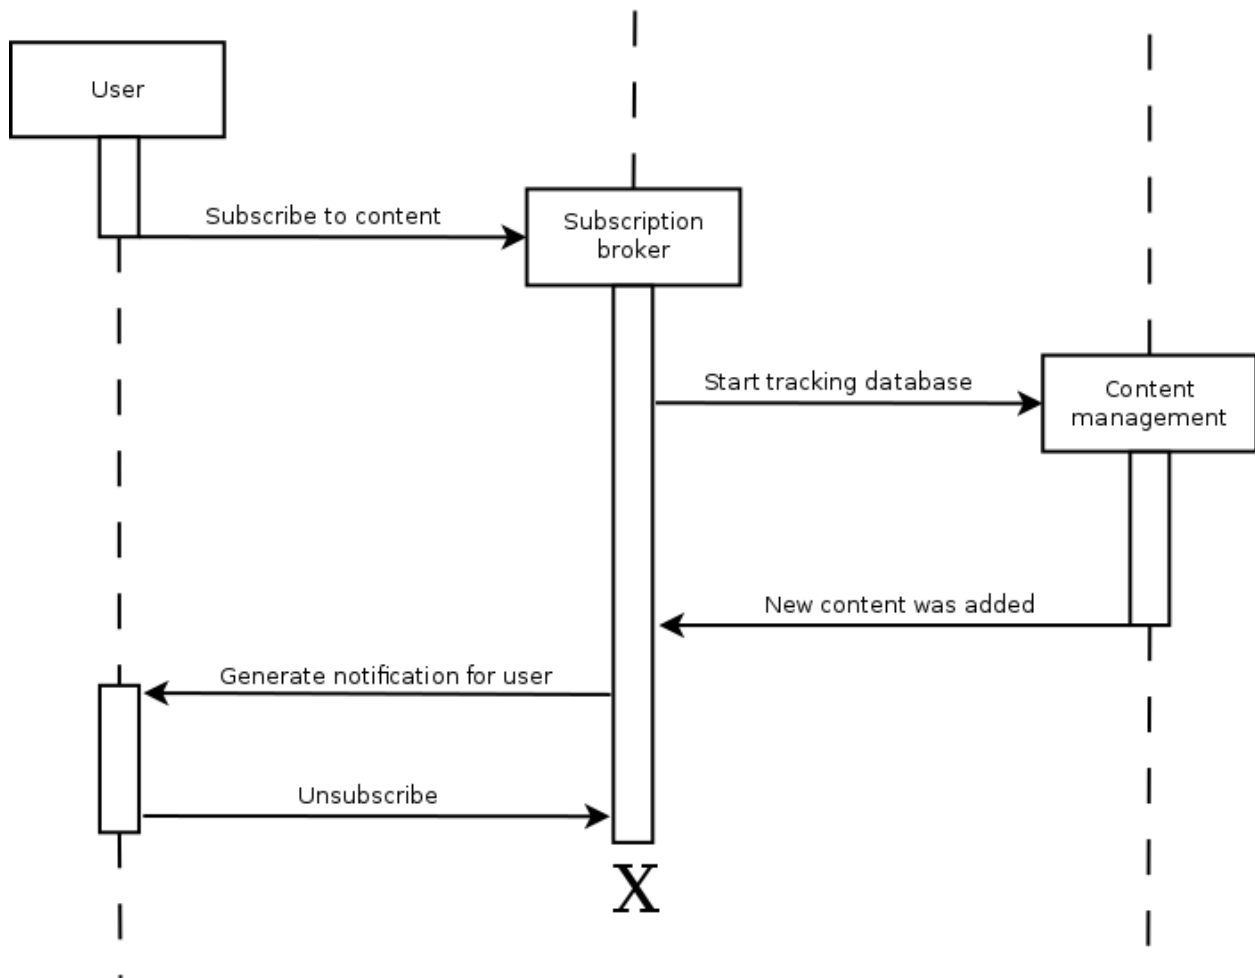 User
Subscribe to content
Subscription
broker
Start tracking database
Content
management
New content was added
Generate notification for user
Unsubscribe
X